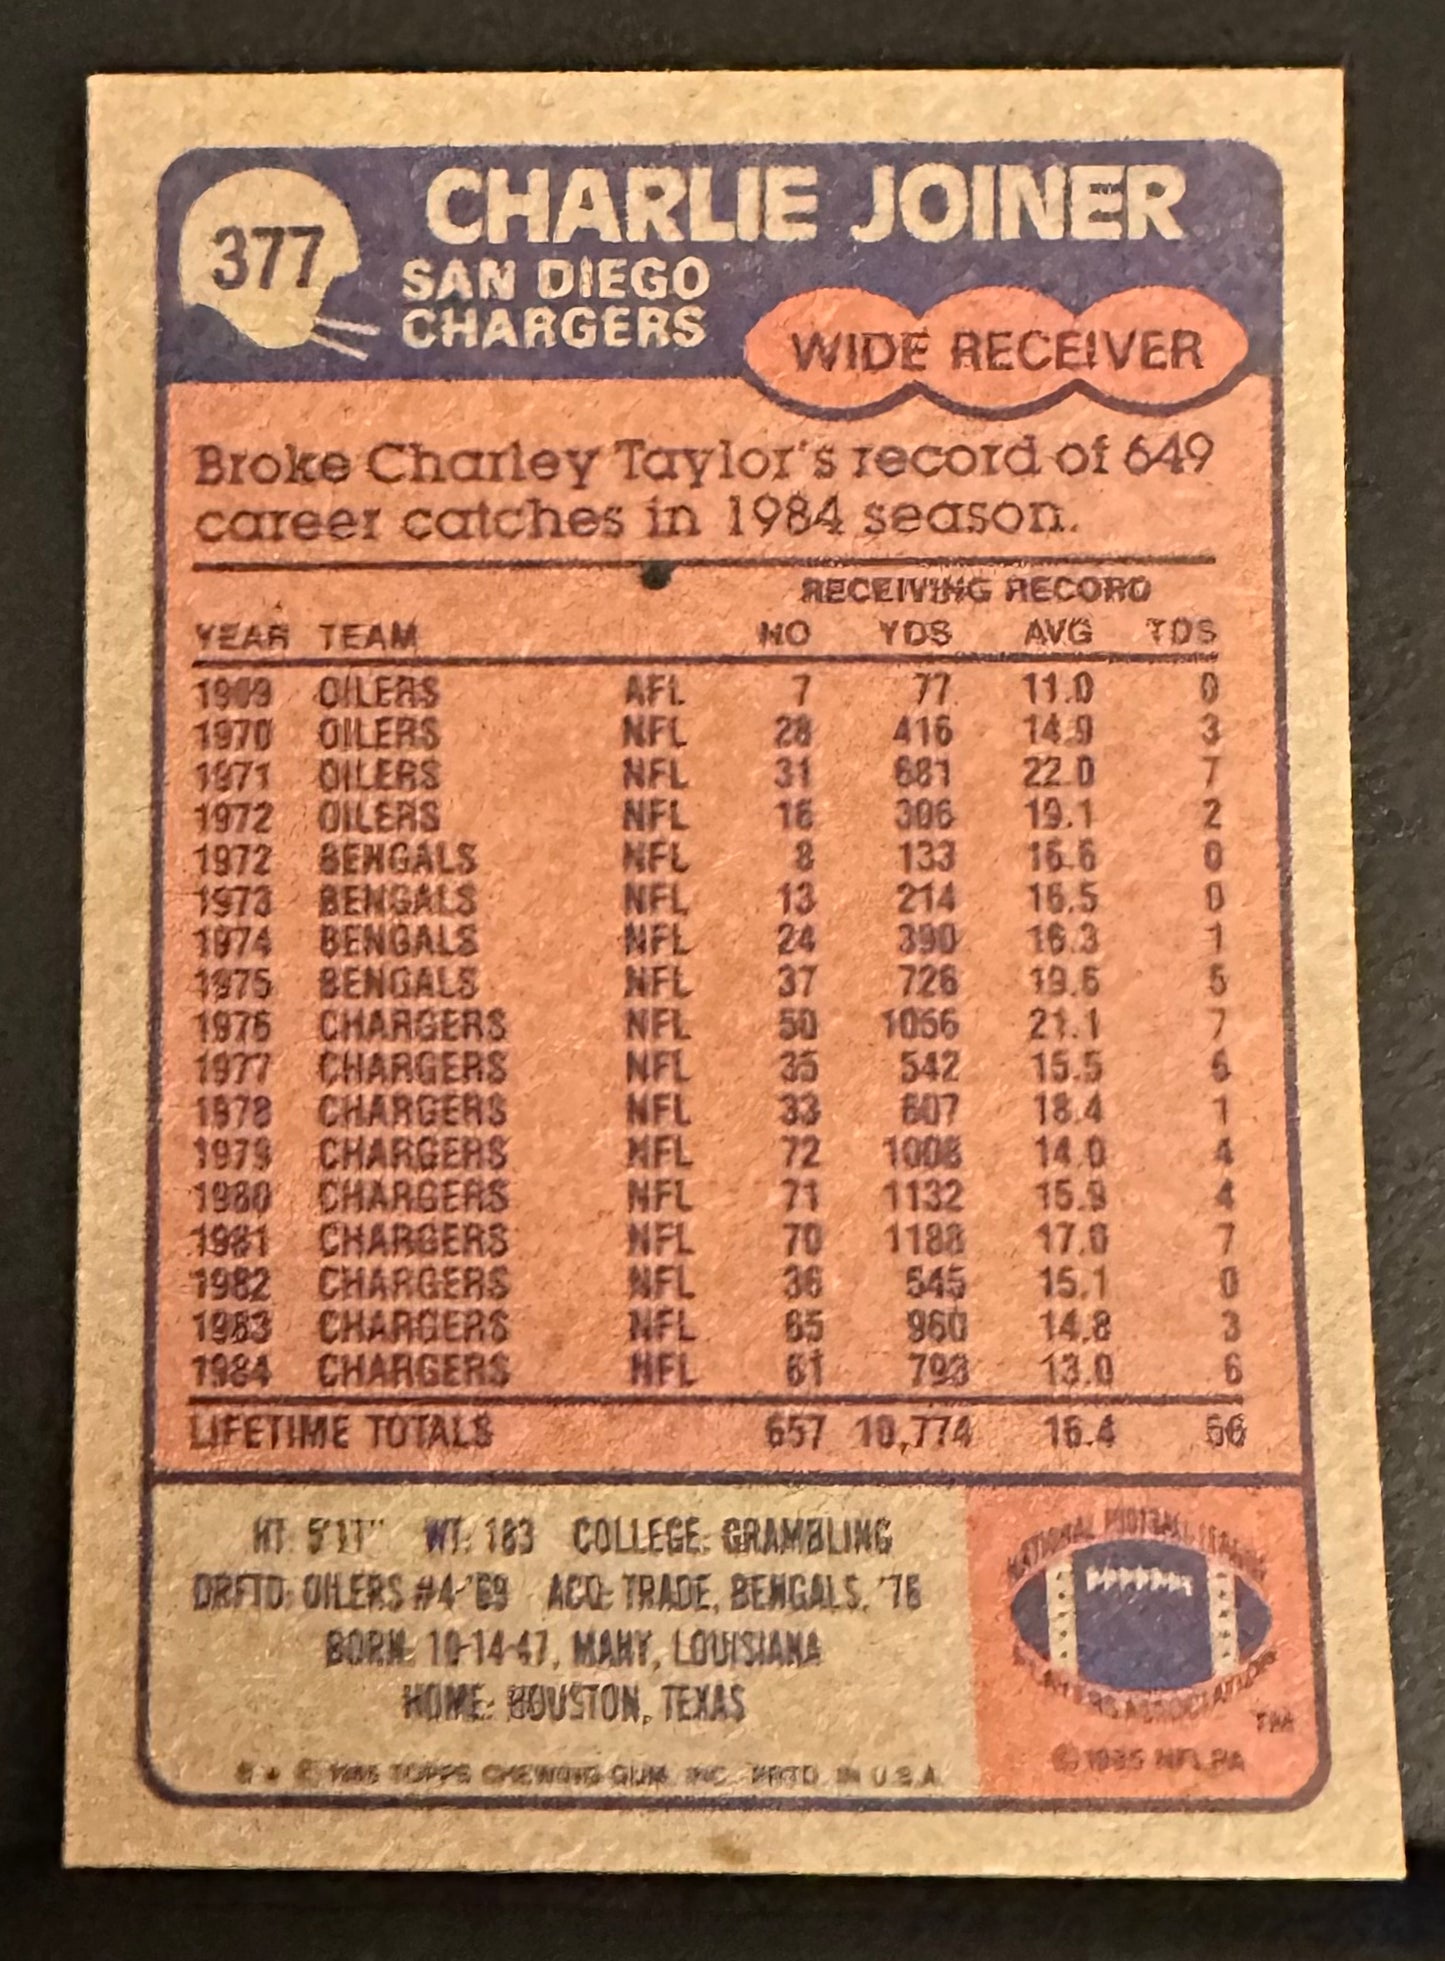 377
CHARLIE JOINER
SAN DIEGO
CHARGERS
WIDE RECEIVER
Broke Charley Taylor's record of 649
career catches in 1984 season.
RECEIVING RECORD
YEAR TEAM NO YDS AVG TDS
1969 OILERS AFL 7 77 11.0 0
1970 OILERS NFL 28 416 14.9 3
1971 OILERS NFL 31 681 22.0 7
1972 OILERS NFL 16 306 19.1 2
1972 BENGALS NFL 8 133 16.6 0
1973 BENGALS NFL 13 214 16.5 0
1974 BENGALS NFL 24 390 16.3 1
1975 BENGALS NFL 37 726 19.6 5
1976 CHARGERS NFL 50 1056 21.1 7
1977 CHARGERS NFL 35 542 15.5 6
1978 CHARGERS NFL 33 607 18.4 1
1979 CHARGERS NFL 72 1008 14.0 4
1980 CHARGERS NFL 71 1132 15.9 4
1981 CHARGERS NFL 70 1188 17.0 7
1982 CHARGERS NFL 36 545 15.1 0
1983 CHARGERS NFL 65 960 14.8 3
1984 CHARGERS NFL 61 793 13.0 6
LIFETIME TOTALS 657 10,774 16.4 56
HT: 5'11" WT: 183 COLLEGE: GRAMBLING
DRFTD: OILERS #4-'69 ACQ: TRADE, BENGALS, '76
BORN: 10-14-47, MANY, LOUISIANA
HOME: HOUSTON, TEXAS
NATIONAL FOOTBALL LEAGUE
PLAYERS ASSOCIATION
TM
© 1985 NFLPA
® & © 1985 TOPPS CHEWING GUM, INC. PRTD. IN U.S.A.